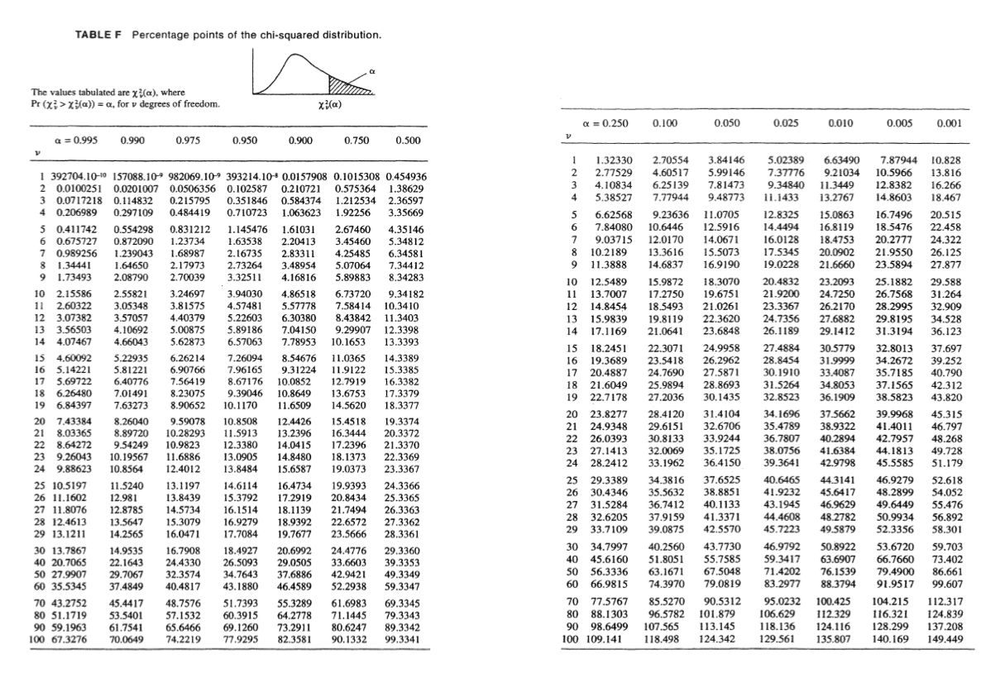 TABLE F Percentage points of the chi-squared distribution.
α
The values tabulated are χ²ᵥ(α), where
Pr (χ²ᵥ > χ²ᵥ(α)) = α, for ν degrees of freedom.
χ²ᵥ(α)
α = 0.995 0.990 0.975 0.950 0.900 0.750 0.500
ν
1 392704.10⁻¹⁰ 157088.10⁻⁹ 982069.10⁻⁹ 393214.10⁻⁸ 0.0157908 0.1015308 0.454936
2 0.0100251 0.0201007 0.0506356 0.102587 0.210721 0.575364 1.38629
3 0.0717218 0.114832 0.215795 0.351846 0.584374 1.212534 2.36597
4 0.206989 0.297109 0.484419 0.710723 1.063623 1.92256 3.35669
5 0.411742 0.554298 0.831212 1.145476 1.61031 2.67460 4.35146
6 0.675727 0.872090 1.23734 1.63538 2.20413 3.45460 5.34812
7 0.989256 1.239043 1.68987 2.16735 2.83311 4.25485 6.34581
8 1.34441 1.64650 2.17973 2.73264 3.48954 5.07064 7.34412
9 1.73493 2.08790 2.70039 3.32511 4.16816 5.89883 8.34283
10 2.15586 2.55821 3.24697 3.94030 4.86518 6.73720 9.34182
11 2.60322 3.05348 3.81575 4.57481 5.57778 7.58414 10.3410
12 3.07382 3.57057 4.40379 5.22603 6.30380 8.43842 11.3403
13 3.56503 4.10692 5.00875 5.89186 7.04150 9.29907 12.3398
14 4.07467 4.66043 5.62873 6.57063 7.78953 10.1653 13.3393
15 4.60092 5.22935 6.26214 7.26094 8.54676 11.0365 14.3389
16 5.14221 5.81221 6.90766 7.96165 9.31224 11.9122 15.3385
17 5.69722 6.40776 7.56419 8.67176 10.0852 12.7919 16.3382
18 6.26480 7.01491 8.23075 9.39046 10.8649 13.6753 17.3379
19 6.84397 7.63273 8.90652 10.1170 11.6509 14.5620 18.3377
20 7.43384 8.26040 9.59078 10.8508 12.4426 15.4518 19.3374
21 8.03365 8.89720 10.28293 11.5913 13.2396 16.3444 20.3372
22 8.64272 9.54249 10.9823 12.3380 14.0415 17.2396 21.3370
23 9.26043 10.19567 11.6886 13.0905 14.8480 18.1373 22.3369
24 9.88623 10.8564 12.4012 13.8484 15.6587 19.0373 23.3367
25 10.5197 11.5240 13.1197 14.6114 16.4734 19.9393 24.3366
26 11.1602 12.981 13.8439 15.3792 17.2919 20.8434 25.3365
27 11.8076 12.8785 14.5734 16.1514 18.1139 21.7494 26.3363
28 12.4613 13.5647 15.3079 16.9279 18.9392 22.6572 27.3362
29 13.1211 14.2565 16.0471 17.7084 19.7677 23.5666 28.3361
30 13.7867 14.9535 16.7908 18.4927 20.6992 24.4776 29.3360
40 20.7065 22.1643 24.4330 26.5093 29.0505 33.6603 39.3353
50 27.9907 29.7067 32.3574 34.7643 37.6886 42.9421 49.3349
60 35.5345 37.4849 40.4817 43.1880 46.4589 52.2938 59.3347
70 43.2752 45.4417 48.7576 51.7393 55.3289 61.6983 69.3345
80 51.1719 53.5401 57.1532 60.3915 64.2778 71.1445 79.3343
90 59.1963 61.7541 65.6466 69.1260 73.2911 80.6247 89.3342
100 67.3276 70.0649 74.2219 77.9295 82.3581 90.1332 99.3341
α = 0.250 0.100 0.050 0.025 0.010 0.005 0.001
ν
1 1.32330 2.70554 3.84146 5.02389 6.63490 7.87944 10.828
2 2.77529 4.60517 5.99146 7.37776 9.21034 10.5966 13.816
3 4.10834 6.25139 7.81473 9.34840 11.3449 12.8382 16.266
4 5.38527 7.77944 9.48773 11.1433 13.2767 14.8603 18.467
5 6.62568 9.23636 11.0705 12.8325 15.0863 16.7496 20.515
6 7.84080 10.6446 12.5916 14.4494 16.8119 18.5476 22.458
7 9.03715 12.0170 14.0671 16.0128 18.4753 20.2777 24.322
8 10.2189 13.3616 15.5073 17.5345 20.0902 21.9550 26.125
9 11.3888 14.6837 16.9190 19.0228 21.6660 23.5894 27.877
10 12.5489 15.9872 18.3070 20.4832 23.2093 25.1882 29.588
11 13.7007 17.2750 19.6751 21.9200 24.7250 26.7568 31.264
12 14.8454 18.5493 21.0261 23.3367 26.2170 28.2995 32.909
13 15.9839 19.8119 22.3620 24.7356 27.6882 29.8195 34.528
14 17.1169 21.0641 23.6848 26.1189 29.1412 31.3194 36.123
15 18.2451 22.3071 24.9958 27.4884 30.5779 32.8013 37.697
16 19.3689 23.5418 26.2962 28.8454 31.9999 34.2672 39.252
17 20.4887 24.7690 27.5871 30.1910 33.4087 35.7185 40.790
18 21.6049 25.9894 28.8693 31.5264 34.8053 37.1565 42.312
19 22.7178 27.2036 30.1435 32.8523 36.1909 38.5823 43.820
20 23.8277 28.4120 31.4104 34.1696 37.5662 39.9968 45.315
21 24.9348 29.6151 32.6706 35.4789 38.9322 41.4011 46.797
22 26.0393 30.8133 33.9244 36.7807 40.2894 42.7957 48.268
23 27.1413 32.0069 35.1725 38.0756 41.6384 44.1813 49.728
24 28.2412 33.1962 36.4150 39.3641 42.9798 45.5585 51.179
25 29.3389 34.3816 37.6525 40.6465 44.3141 46.9279 52.618
26 30.4346 35.5632 38.8851 41.9232 45.6417 48.2899 54.052
27 31.5284 36.7412 40.1133 43.1945 46.9629 49.6449 55.476
28 32.6205 37.9159 41.3371 44.4608 48.2782 50.9934 56.892
29 33.7109 39.0875 42.5570 45.7223 49.5879 52.3356 58.301
30 34.7997 40.2560 43.7730 46.9792 50.8922 53.6720 59.703
40 45.6160 51.8051 55.7585 59.3417 63.6907 66.7660 73.402
50 56.3336 63.1671 67.5048 71.4202 76.1539 79.4900 86.661
60 66.9815 74.3970 79.0819 83.2977 88.3794 91.9517 99.607
70 77.5767 85.5270 90.5312 95.0232 100.425 104.215 112.317
80 88.1303 96.5782 101.879 106.629 112.329 116.321 124.839
90 98.6499 107.565 113.145 118.136 124.116 128.299 137.208
100 109.141 118.498 124.342 129.561 135.807 140.169 149.449